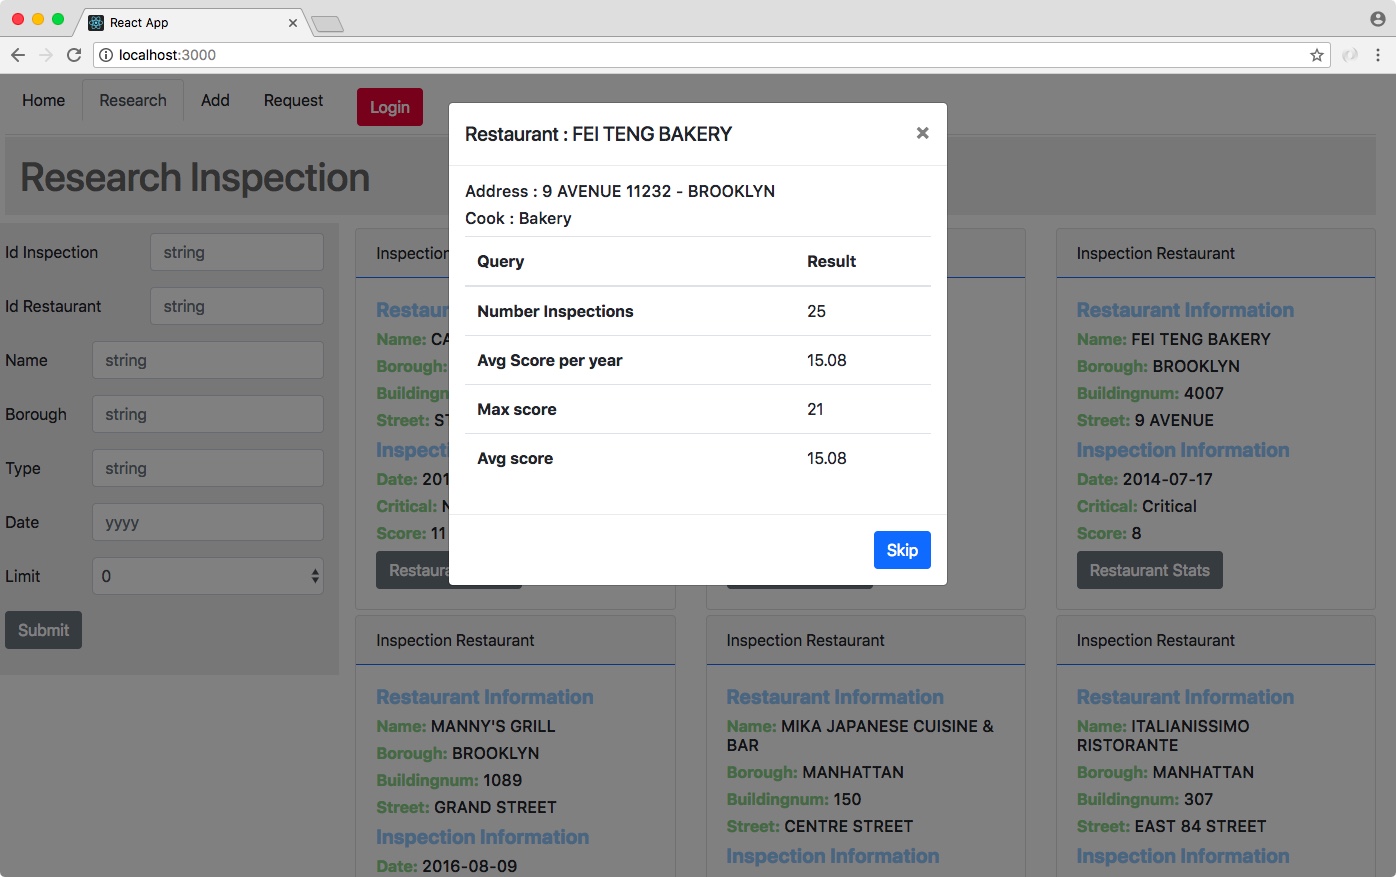 React App
localhost:3000
Home
Research
Add
Request
Login
Research Inspection
Id Inspection
string
Id Restaurant
string
Name
string
Borough
string
Type
string
Date
yyyy
Limit
0
Submit
Restaurant : FEI TENG BAKERY
×
Address : 9 AVENUE 11232 - BROOKLYN
Cook : Bakery
Query Result
Number Inspections 25
Avg Score per year 15.08
Max score 21
Avg score 15.08
Skip
Inspection
Name:
Borough:
Street:
Date:
Critical:
Score: 11
Inspection Restaurant
Restaurant Information
Name: FEI TENG BAKERY
Borough: BROOKLYN
Buildingnum: 4007
Street: 9 AVENUE
Inspection Information
Date: 2014-07-17
Critical: Critical
Score: 8
Restaurant Stats
Inspection Restaurant
Restaurant Information
Name: MANNY'S GRILL
Borough: BROOKLYN
Buildingnum: 1089
Street: GRAND STREET
Inspection Information
Date: 2016-08-09
Inspection Restaurant
Restaurant Information
Name: MIKA JAPANESE CUISINE &
BAR
Borough: MANHATTAN
Buildingnum: 150
Street: CENTRE STREET
Inspection Information
Inspection Restaurant
Restaurant Information
Name: ITALIANISSIMO
RISTORANTE
Borough: MANHATTAN
Buildingnum: 307
Street: EAST 84 STREET
Inspection Information